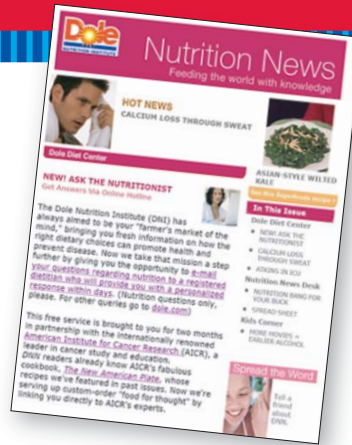 Dole
NUTRITION INSTITUTE
Nutrition News
Feeding the world with knowledge
HOT NEWS
CALCIUM LOSS THROUGH SWEAT
ASIAN-STYLE WILTED
KALE
Dole Diet Center
NEW! ASK THE NUTRITIONIST
Get Answers Via Online Hotline
The Dole Nutrition Institute (DNI) has
always aimed to be your "farmer's market of the
mind," bringing you fresh information on how the
right dietary choices can promote health and
prevent disease. Now we take that mission a step
further by giving you the opportunity to e-mail
your questions regarding nutrition to a registered
dietitian who will provide you with a personalized
response within days. (Nutrition questions only,
please. For other queries go to dole.com)
This free service is brought to you for two months
in partnership with the internationally renowned
American Institute for Cancer Research (AICR), a
leader in cancer study and education.
DNN readers already know AICR's fabulous
cookbook, The New American Plate, whose
recipes we've featured in past issues. Now we're
serving up custom-order "food for thought" by
linking you directly to AICR's experts.
In This Issue
Dole Diet Center
NEW! ASK THE
NUTRITIONIST
CALCIUM LOSS
THROUGH SWEAT
ATKINS IN ICU
Nutrition News Desk
NUTRITION BANG FOR
YOUR BUCK
SPREAD SHEET
Kids Corner
MORE MOVIES =
EARLIER ALCOHOL
Spread the Word
Tell a
friend
about
DNN.